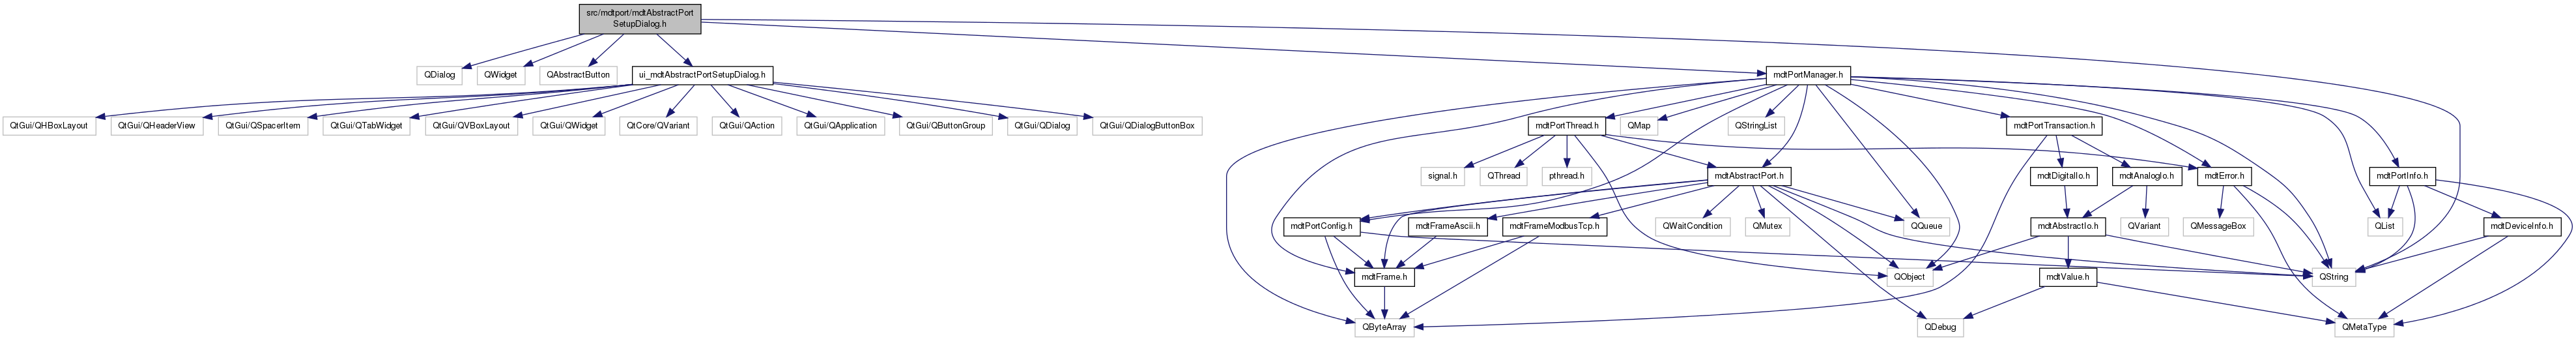 src/mdtport/mdtAbstractPort
SetupDialog.h
QDialog
QWidget
QAbstractButton
ui_mdtAbstractPortSetupDialog.h
mdtPortManager.h
QtGui/QHBoxLayout
QtGui/QHeaderView
QtGui/QSpacerItem
QtGui/QTabWidget
QtGui/QVBoxLayout
QtGui/QWidget
QtCore/QVariant
QtGui/QAction
QtGui/QApplication
QtGui/QButtonGroup
QtGui/QDialog
QtGui/QDialogButtonBox
mdtPortThread.h
QMap
QStringList
mdtPortTransaction.h
signal.h
QThread
pthread.h
mdtAbstractPort.h
mdtDigitalIo.h
mdtAnalogIo.h
mdtError.h
mdtPortInfo.h
mdtPortConfig.h
mdtFrameAscii.h
mdtFrameModbusTcp.h
QWaitCondition
QMutex
QQueue
mdtAbstractIo.h
QVariant
QMessageBox
QList
mdtDeviceInfo.h
mdtFrame.h
QObject
mdtValue.h
QString
QByteArray
QDebug
QMetaType